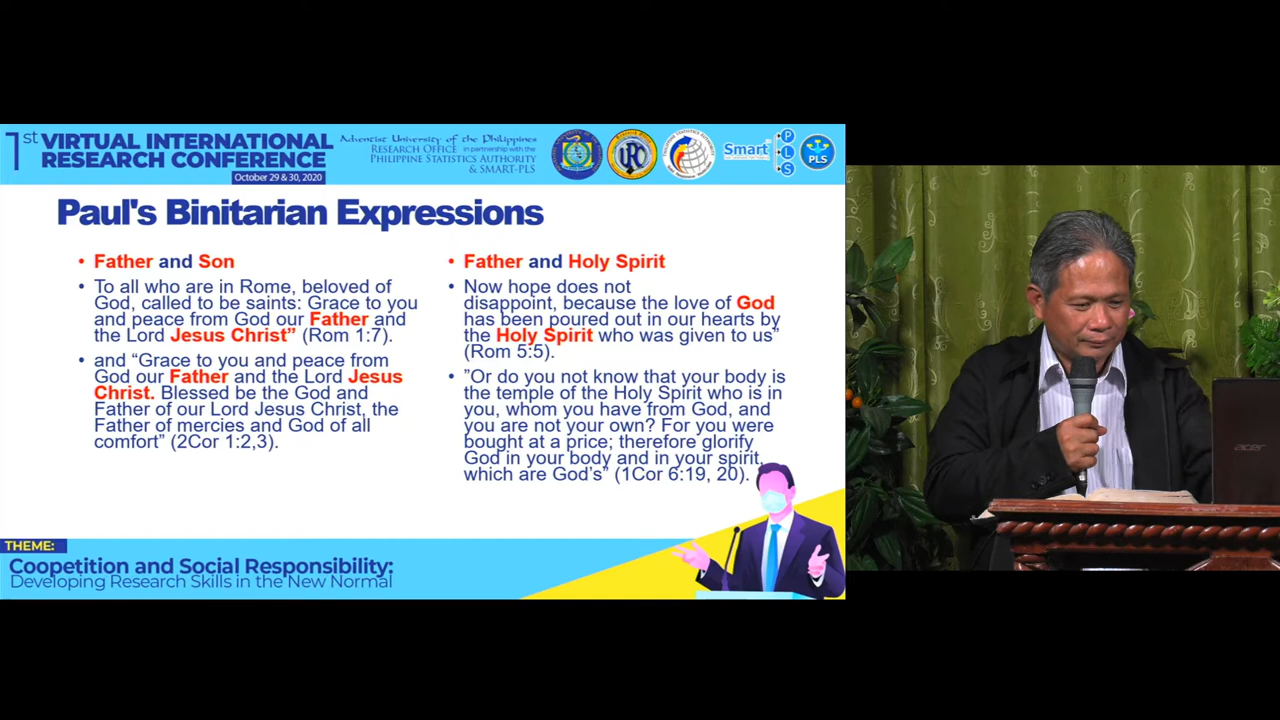 1st VIRTUAL INTERNATIONAL
RESEARCH CONFERENCE
October 29 & 30, 2020
Adventist University of the Philippines
RESEARCH OFFICE in partnership with the
PHILIPPINE STATISTICS AUTHORITY
& SMART-PLS
URC
Smart
P
L
S
PLS
Paul's Binitarian Expressions
• Father and Son
• To all who are in Rome, beloved of
God, called to be saints: Grace to you
and peace from God our Father and
the Lord Jesus Christ” (Rom 1:7).
• and “Grace to you and peace from
God our Father and the Lord Jesus
Christ. Blessed be the God and
Father of our Lord Jesus Christ, the
Father of mercies and God of all
comfort” (2Cor 1:2,3).
• Father and Holy Spirit
• Now hope does not
disappoint, because the love of God
has been poured out in our hearts by
the Holy Spirit who was given to us”
(Rom 5:5).
• ”Or do you not know that your body is
the temple of the Holy Spirit who is in
you, whom you have from God, and
you are not your own? For you were
bought at a price; therefore glorify
God in your body and in your spirit,
which are God’s” (1Cor 6:19, 20).
THEME:
Coopetition and Social Responsibility:
Developing Research Skills in the New Normal
acer